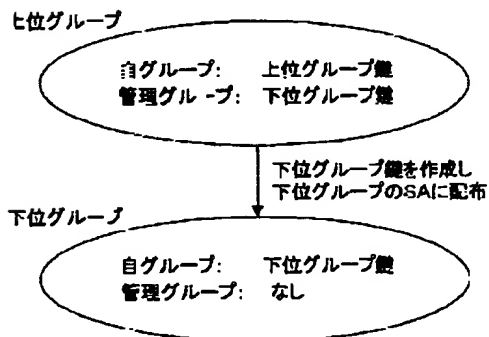 上位グループ
自グループ: 上位グループ鍵
管理グループ: 下位グループ鍵
下位グループ鍵を作成し
下位グループのSAに配布
下位グループ
自グループ: 下位グループ鍵
管理グループ: なし